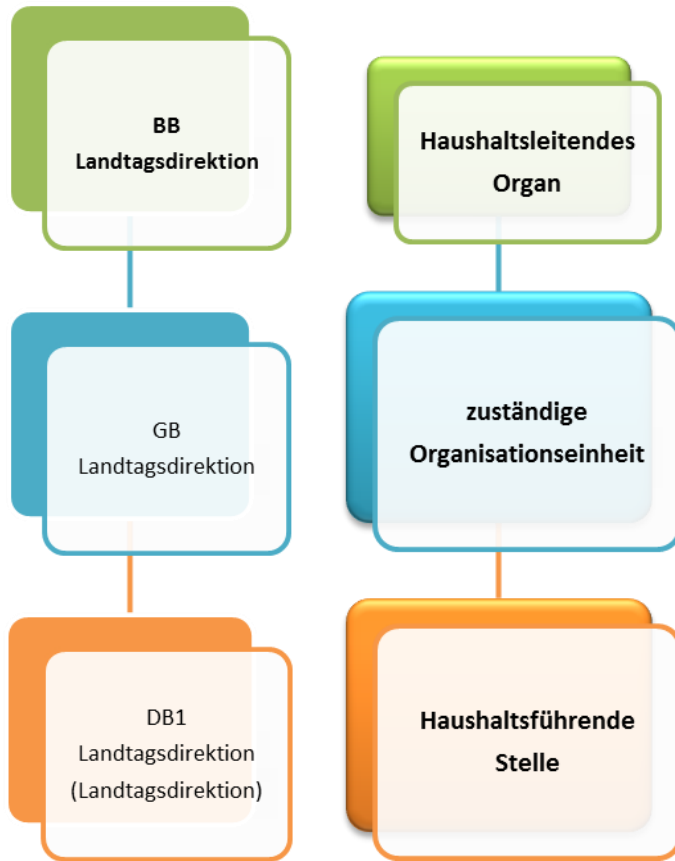 BB
Landtagsdirektion
Haushaltsleitendes
Organ
GB
Landtagsdirektion
zuständige
Organisationseinheit
DB1
Landtagsdirektion
(Landtagsdirektion)
Haushaltsführende
Stelle